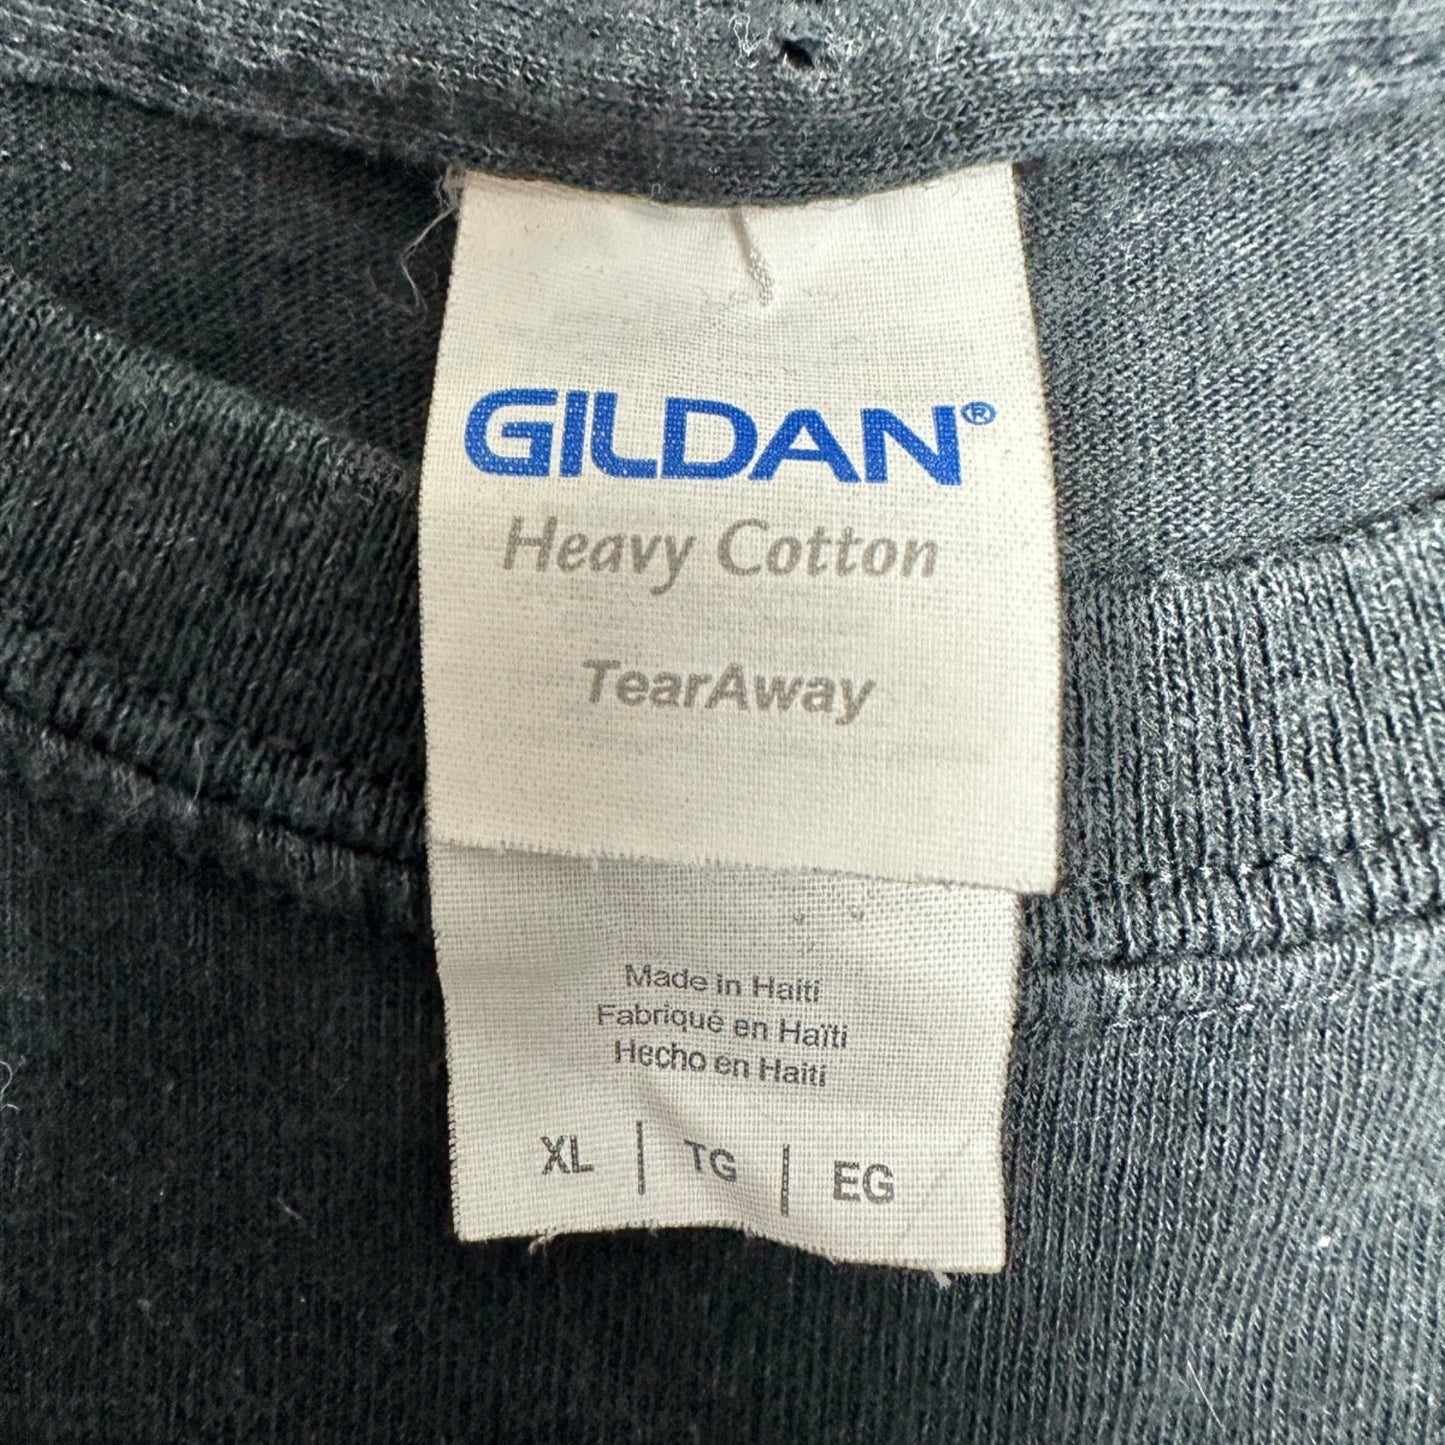 GILDAN®
Heavy Cotton
TearAway
Made in Haiti
Fabriqué en Haïti
Hecho en Haiti
XL | TG | EG